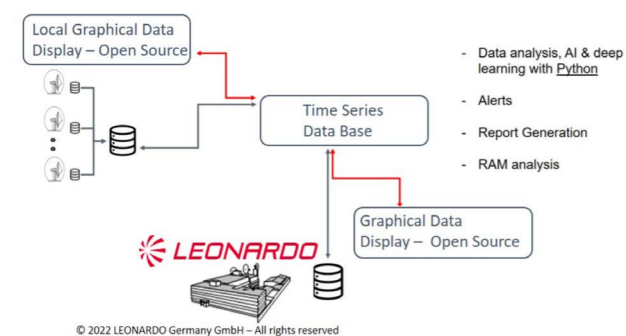 Local Graphical Data
Display – Open Source
Time Series
Data Base
- Data analysis, AI & deep
learning with Python
- Alerts
- Report Generation
- RAM analysis
Graphical Data
Display – Open Source
LEONARDO
© 2022 LEONARDO Germany GmbH – All rights reserved